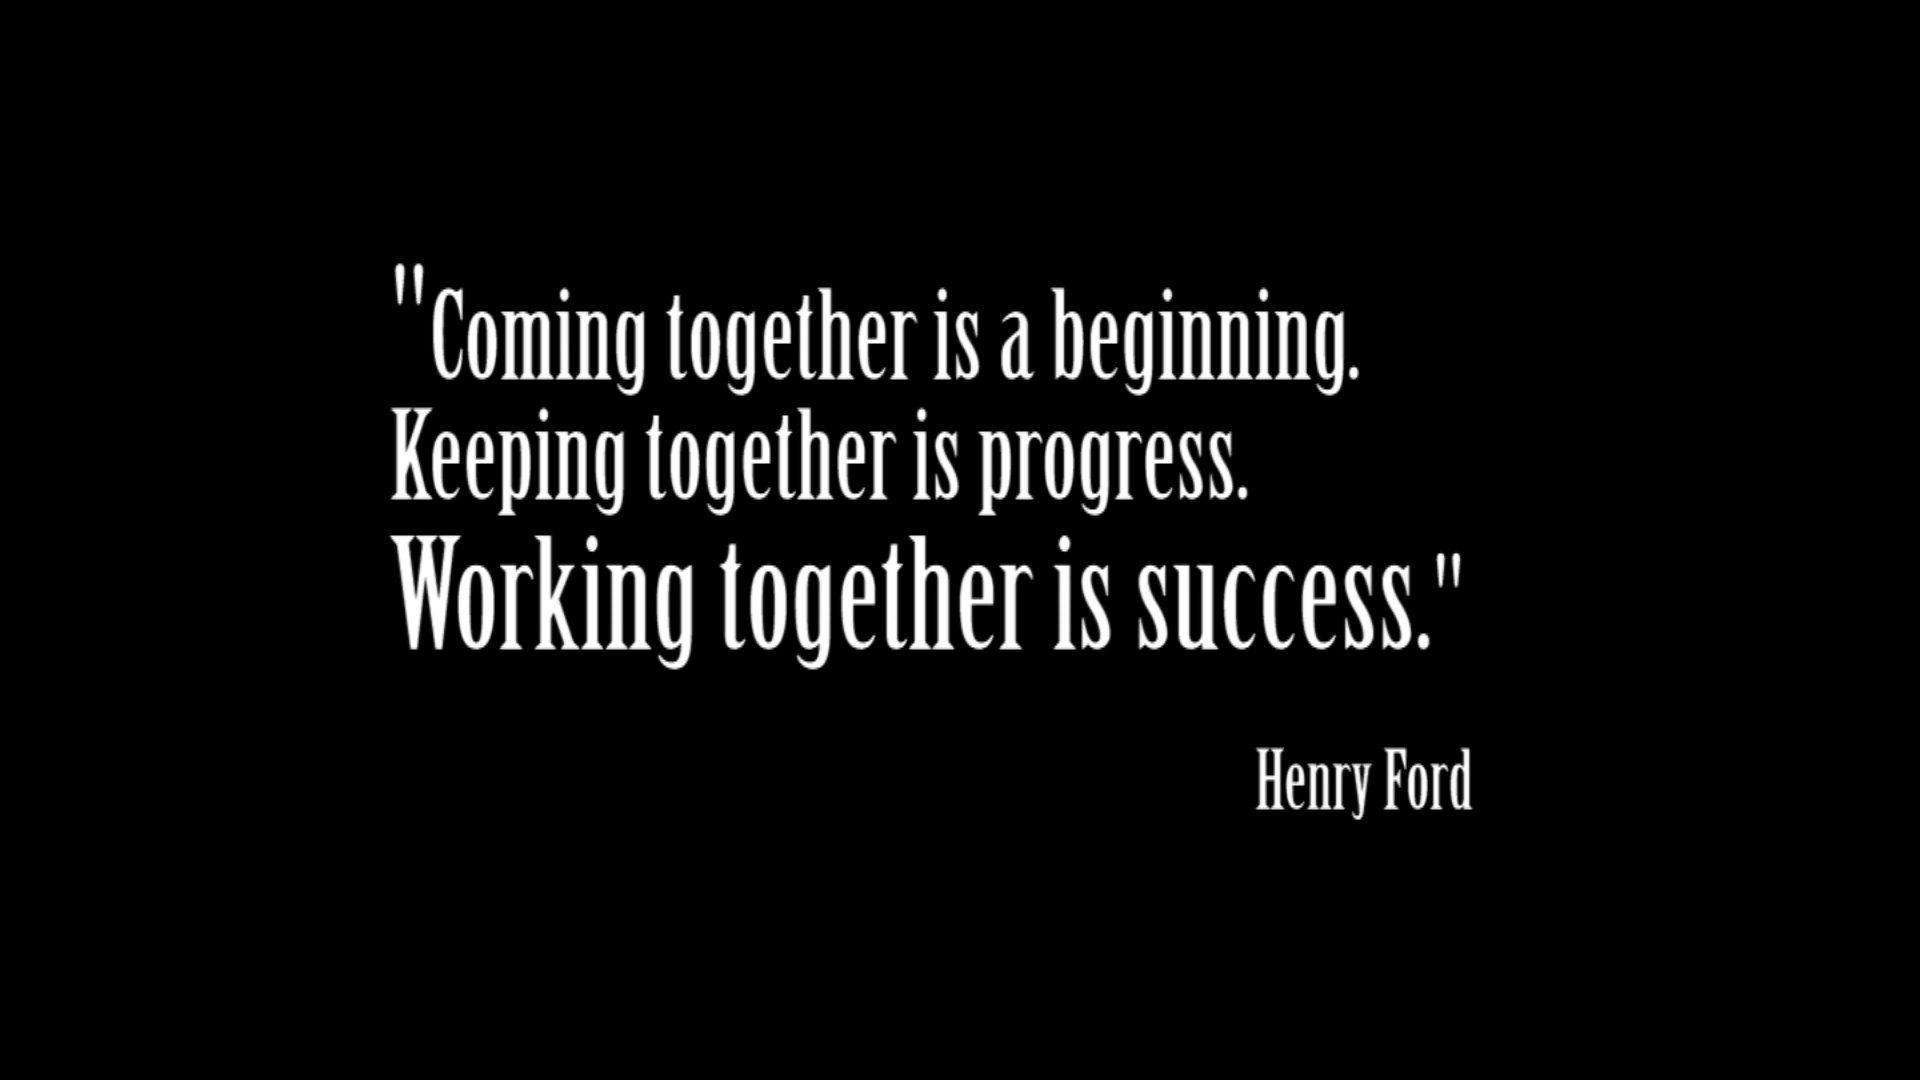 "Coming together is a beginning.
Keeping together is progress.
Working together is success."
Henry Ford